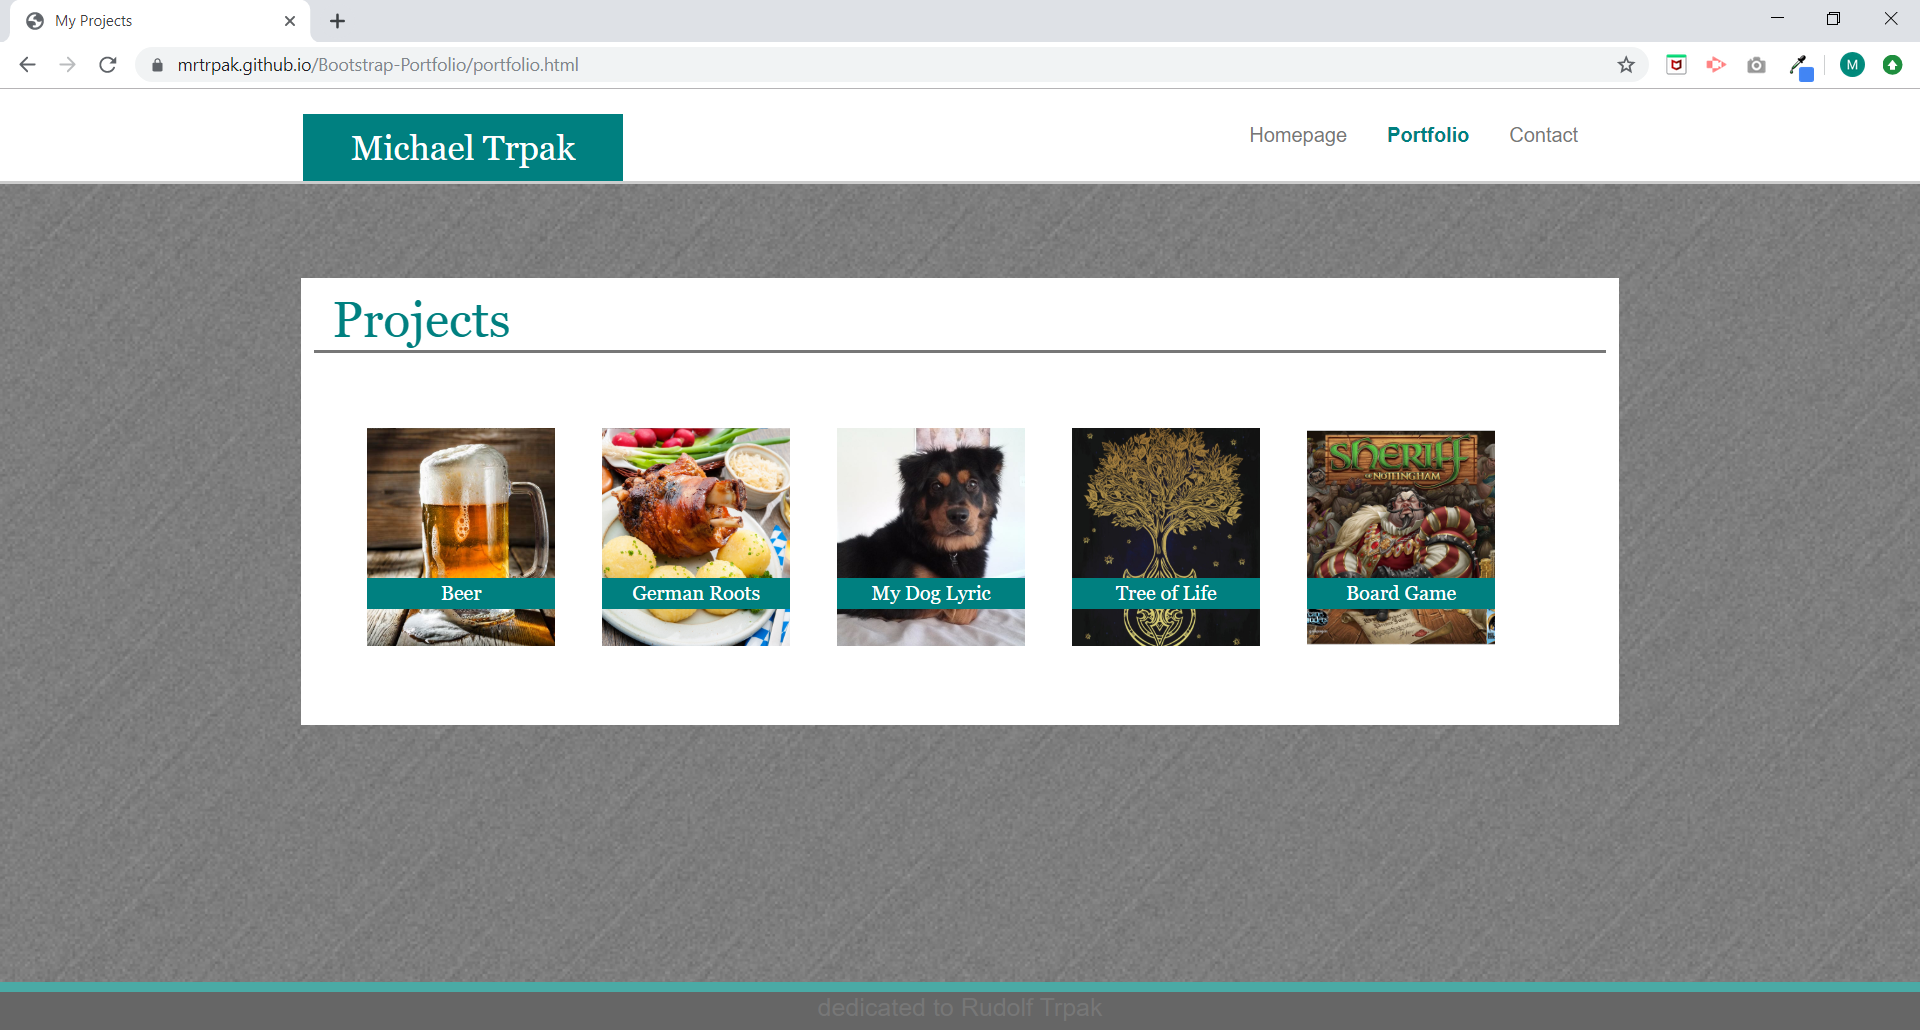 My Projects
mrtrpak.github.io/Bootstrap-Portfolio/portfolio.html
M
Michael Trpak
Homepage
Portfolio
Contact
Projects
SHERIFF
OF NOTTINGHAM
Beer
German Roots
My Dog Lyric
Tree of Life
Board Game
dedicated to Rudolf Trpak